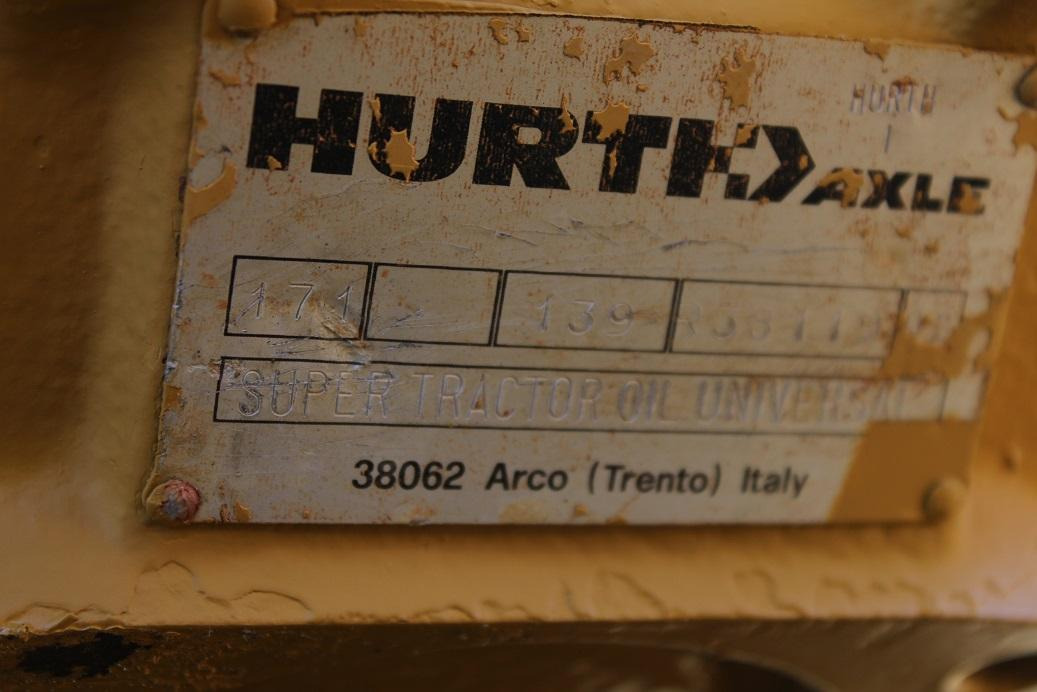 HURTH
HURTH AXLE
171 139
SUPER TRACTOR OIL UNIVERSAL
38062 Arco (Trento) Italy